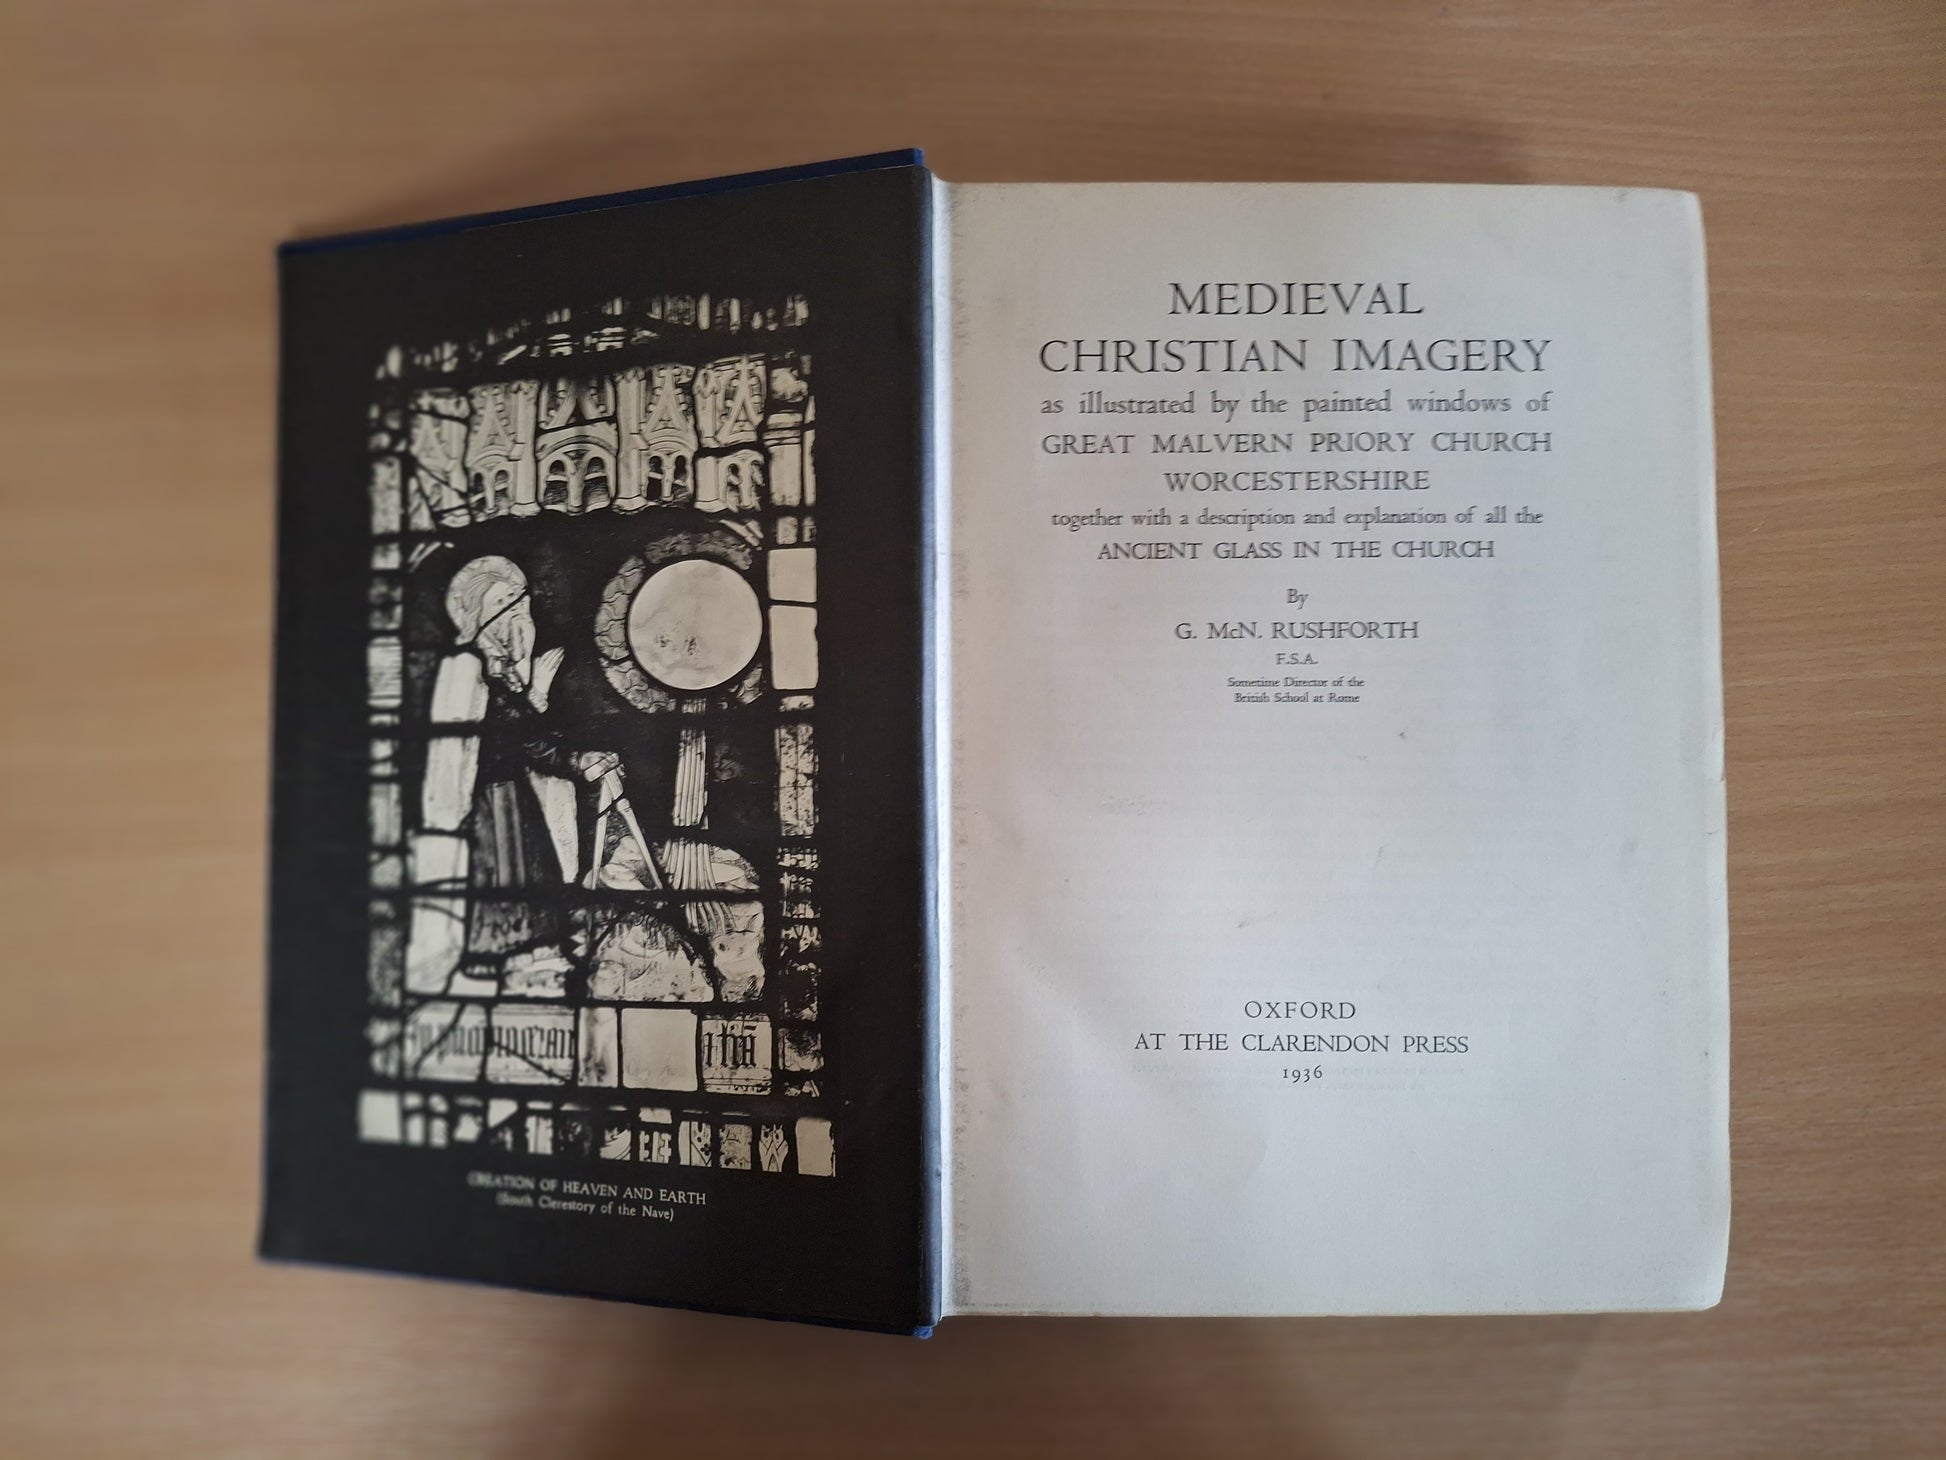 CREATION OF HEAVEN AND EARTH
(South Clerestory of the Nave)
MEDIEVAL
CHRISTIAN IMAGERY
as illustrated by the painted windows of
GREAT MALVERN PRIORY CHURCH
WORCESTERSHIRE
together with a description and explanation of all the
ANCIENT GLASS IN THE CHURCH
By
G. McN. RUSHFORTH
F.S.A.
Sometime Director of the
British School at Rome
OXFORD
AT THE CLARENDON PRESS
1936